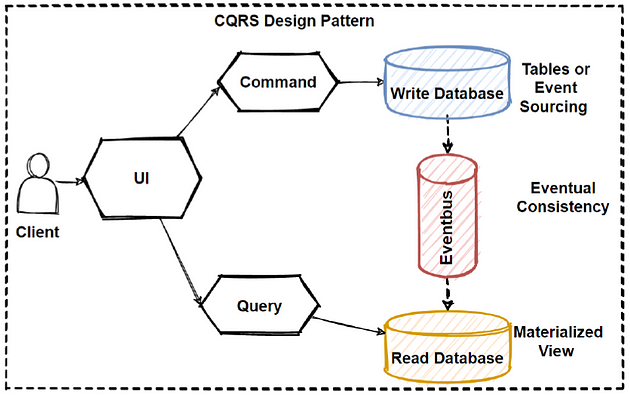 CQRS Design Pattern
Command
Write Database
Tables or
Event
Sourcing
UI
Client
Eventbus
Eventual
Consistency
Query
Read Database
Materialized
View